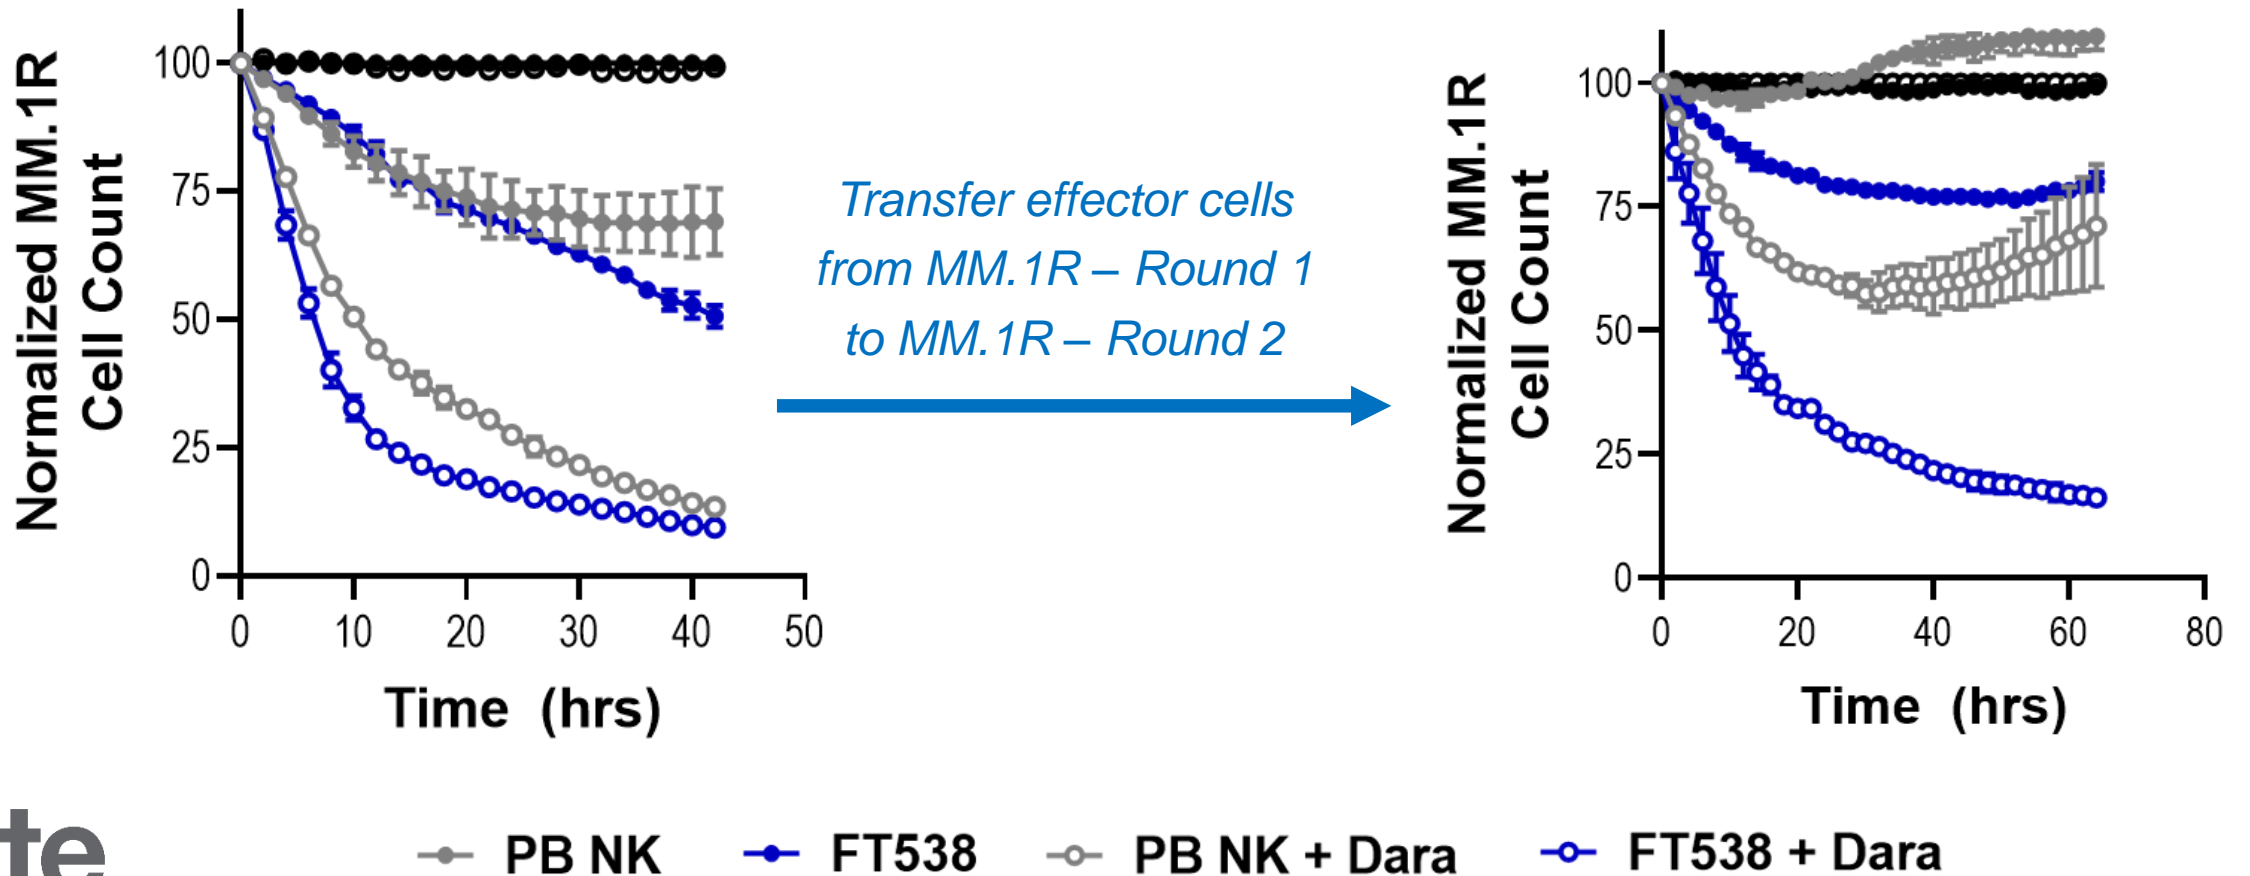 Normalized MM.1R
Cell Count
100
75
50
25
0
0 10 20 30 40 50
Time (hrs)
Transfer effector cells
from MM.1R – Round 1
to MM.1R – Round 2
Normalized MM.1R
Cell Count
100
75
50
25
0
0 20 40 60 80
Time (hrs)
te
PB NK FT538 PB NK + Dara FT538 + Dara